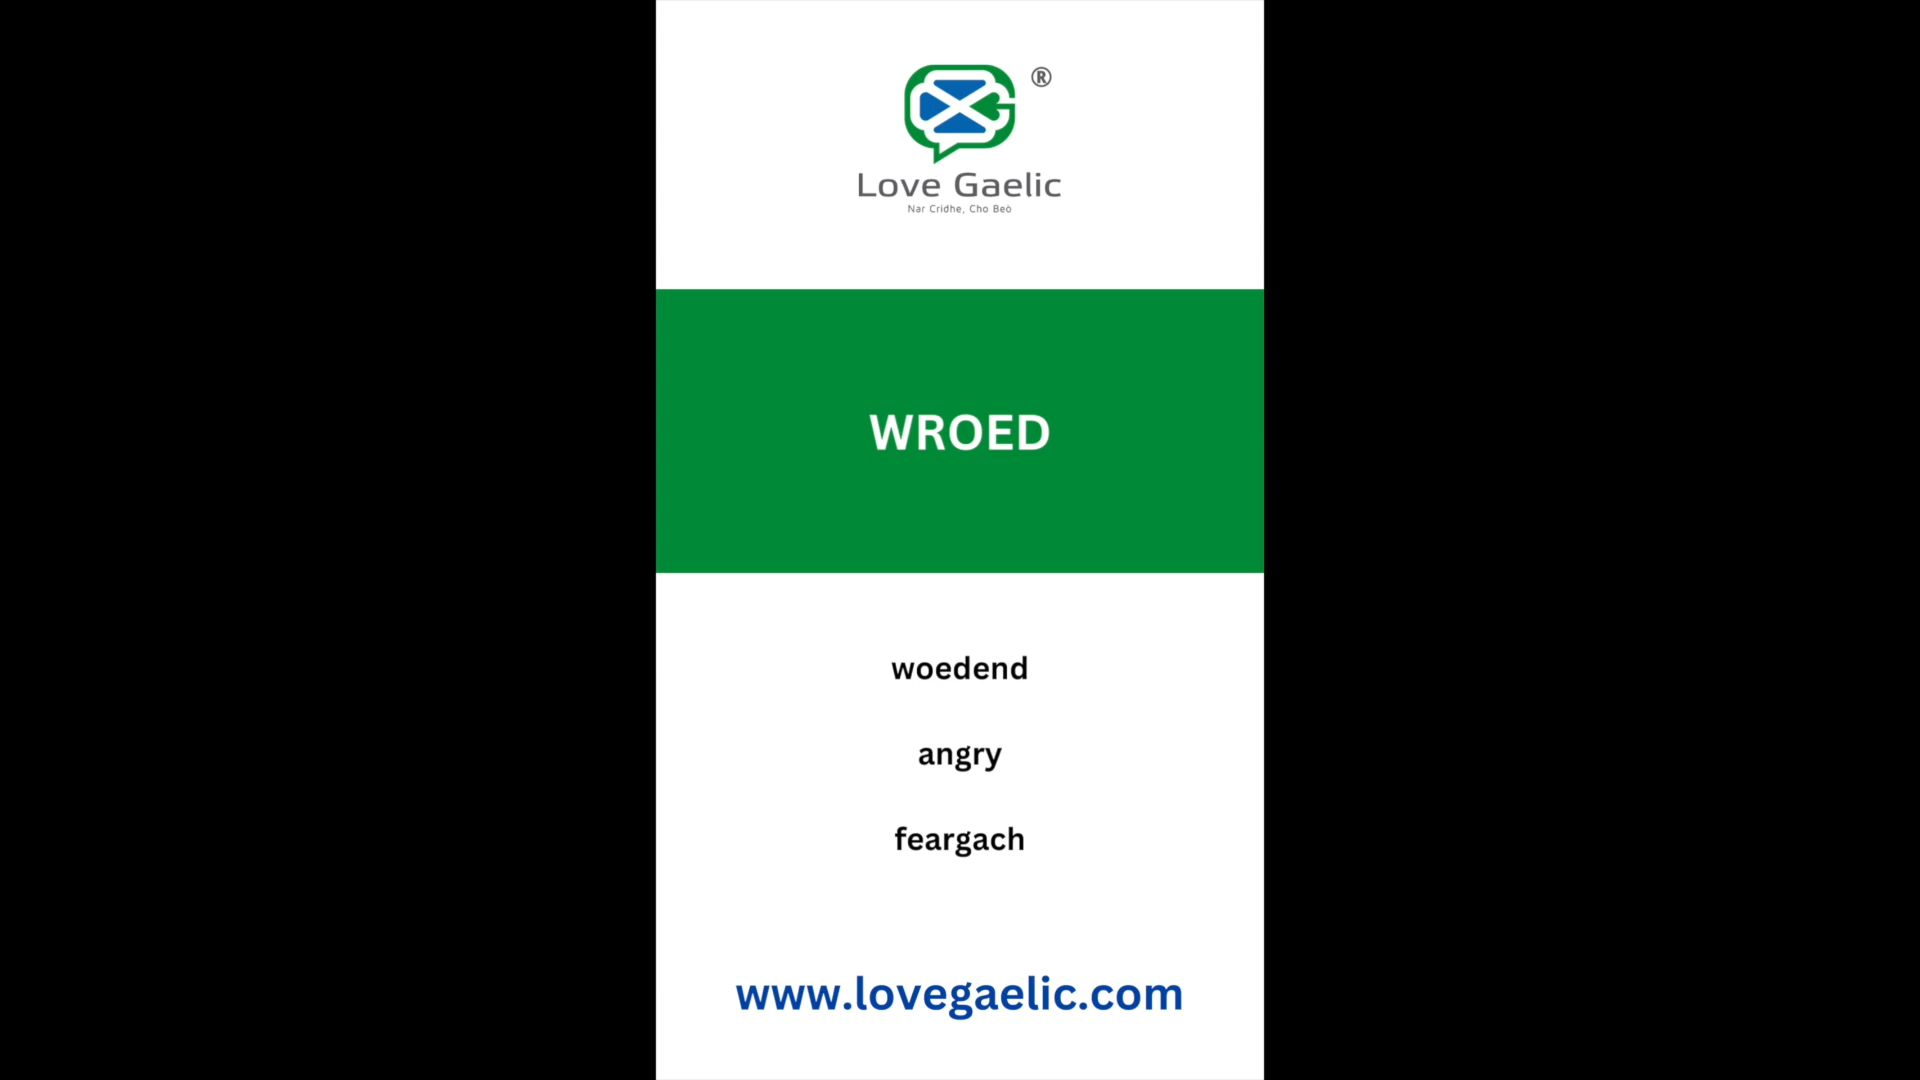 ®
Love Gaelic
Nar Cridhe, Cho Beò
WROED
woedend
angry
feargach
www.lovegaelic.com